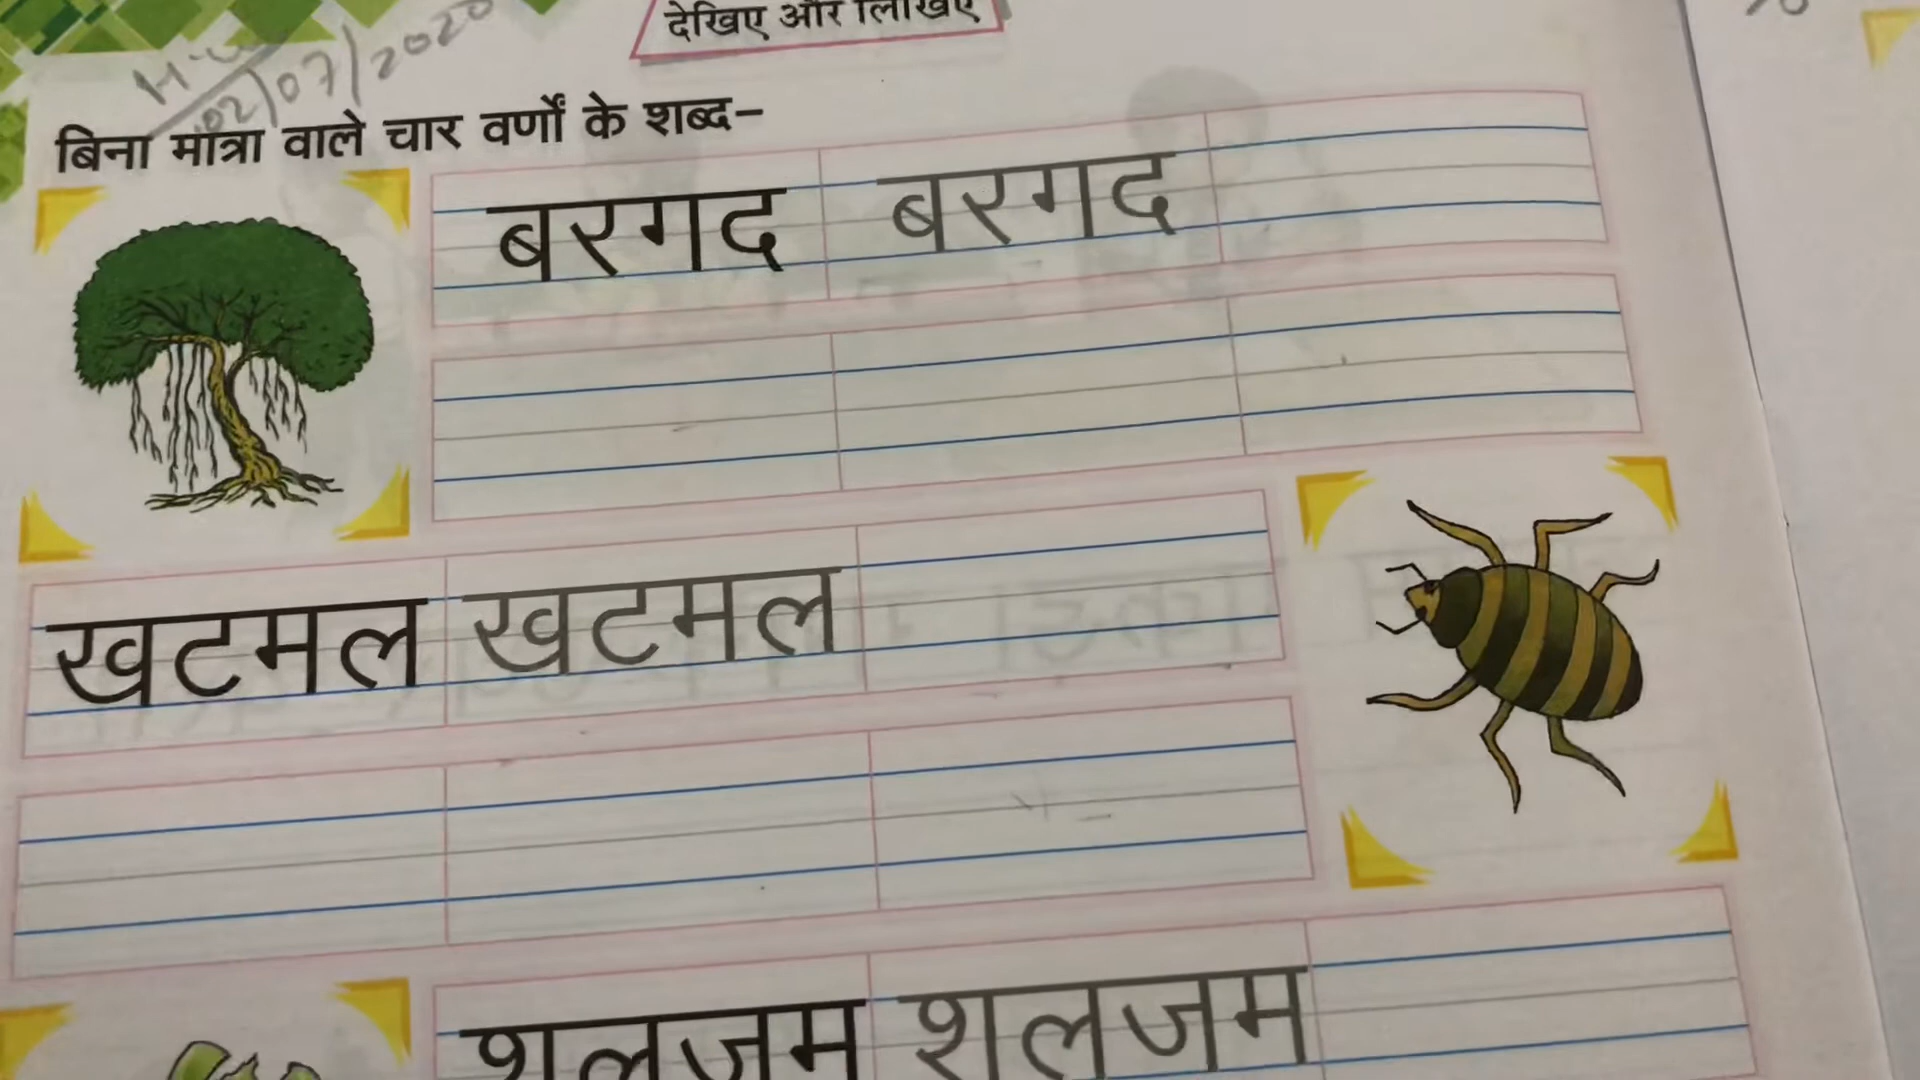 देखिए और लिखिए
H.W
02/07/2020
बिना मात्रा वाले चार वर्णों के शब्द-
बरगद बरगद
खटमल खटमल
शलजम शलजम